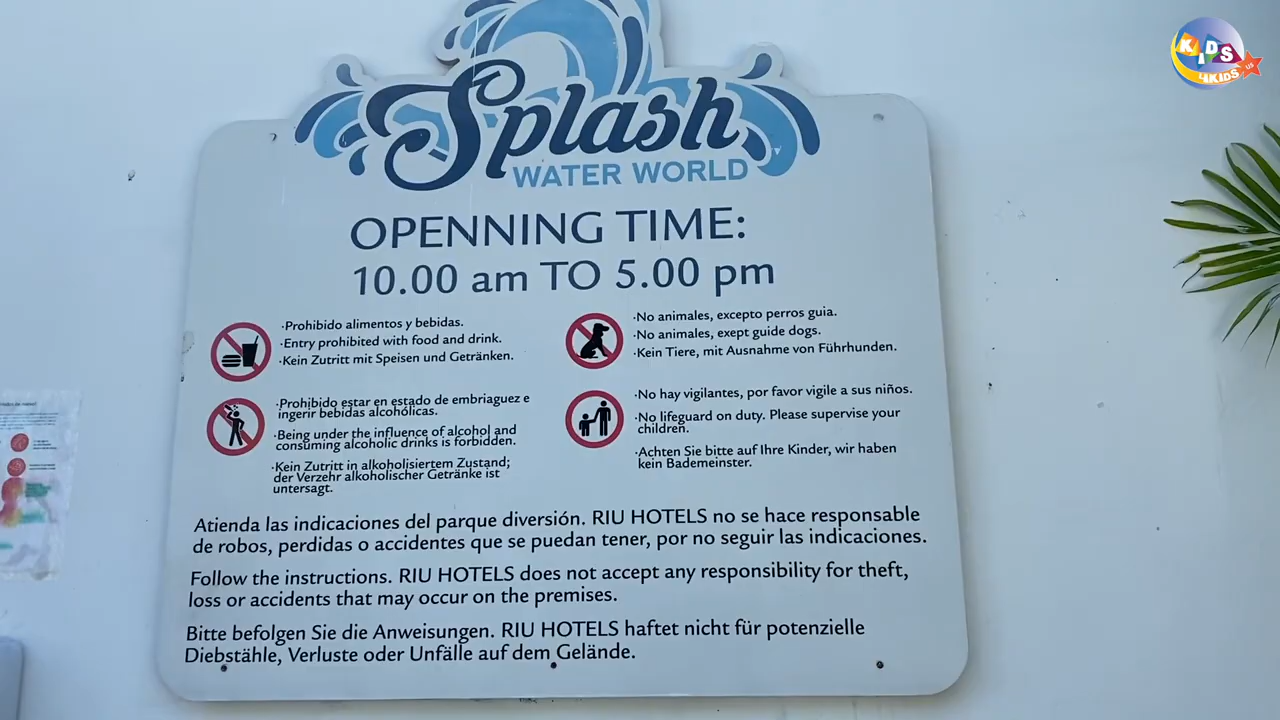 KIDS
4KIDS
US
Splash
WATER WORLD
OPENNING TIME:
10.00 am TO 5.00 pm
·Prohibido alimentos y bebidas.
·Entry prohibited with food and drink.
·Kein Zutritt mit Speisen und Getränken.
·No animales, excepto perros guia.
·No animales, exept guide dogs.
·Kein Tiere, mit Ausnahme von Führhunden.
·Prohibido estar en estado de embriaguez e
ingerir bebidas alcohólicas.
·Being under the influence of alcohol and
consuming alcoholic drinks is forbidden.
·Kein Zutritt in alkoholisiertem Zustand;
der Verzehr alkoholischer Getränke ist
untersagt.
·No hay vigilantes, por favor vigile a sus niños.
·No lifeguard on duty. Please supervise your
children.
·Achten Sie bitte auf Ihre Kinder, wir haben
kein Bademeinster.
Atienda las indicaciones del parque diversión. RIU HOTELS no se hace responsable
de robos, perdidas o accidentes que se puedan tener, por no seguir las indicaciones.
Follow the instructions. RIU HOTELS does not accept any responsibility for theft,
loss or accidents that may occur on the premises.
Bitte befolgen Sie die Anweisungen. RIU HOTELS haftet nicht für potenzielle
Diebstähle, Verluste oder Unfälle auf dem Gelände.